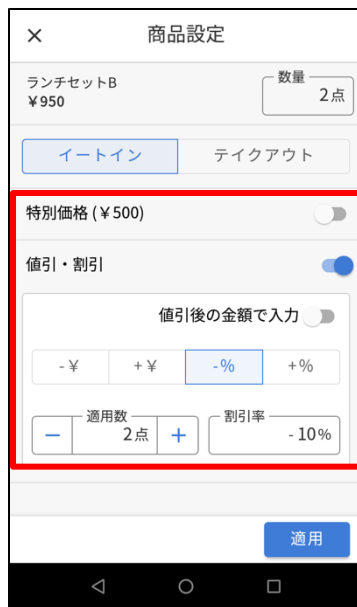 × 商品設定
ランチセットB
¥950
数量
2点
イートイン テイクアウト
特別価格 (¥500)
値引・割引
値引後の金額で入力
-¥ +¥ -% +%
適用数
− 2点 +
割引率
- 10%
適用